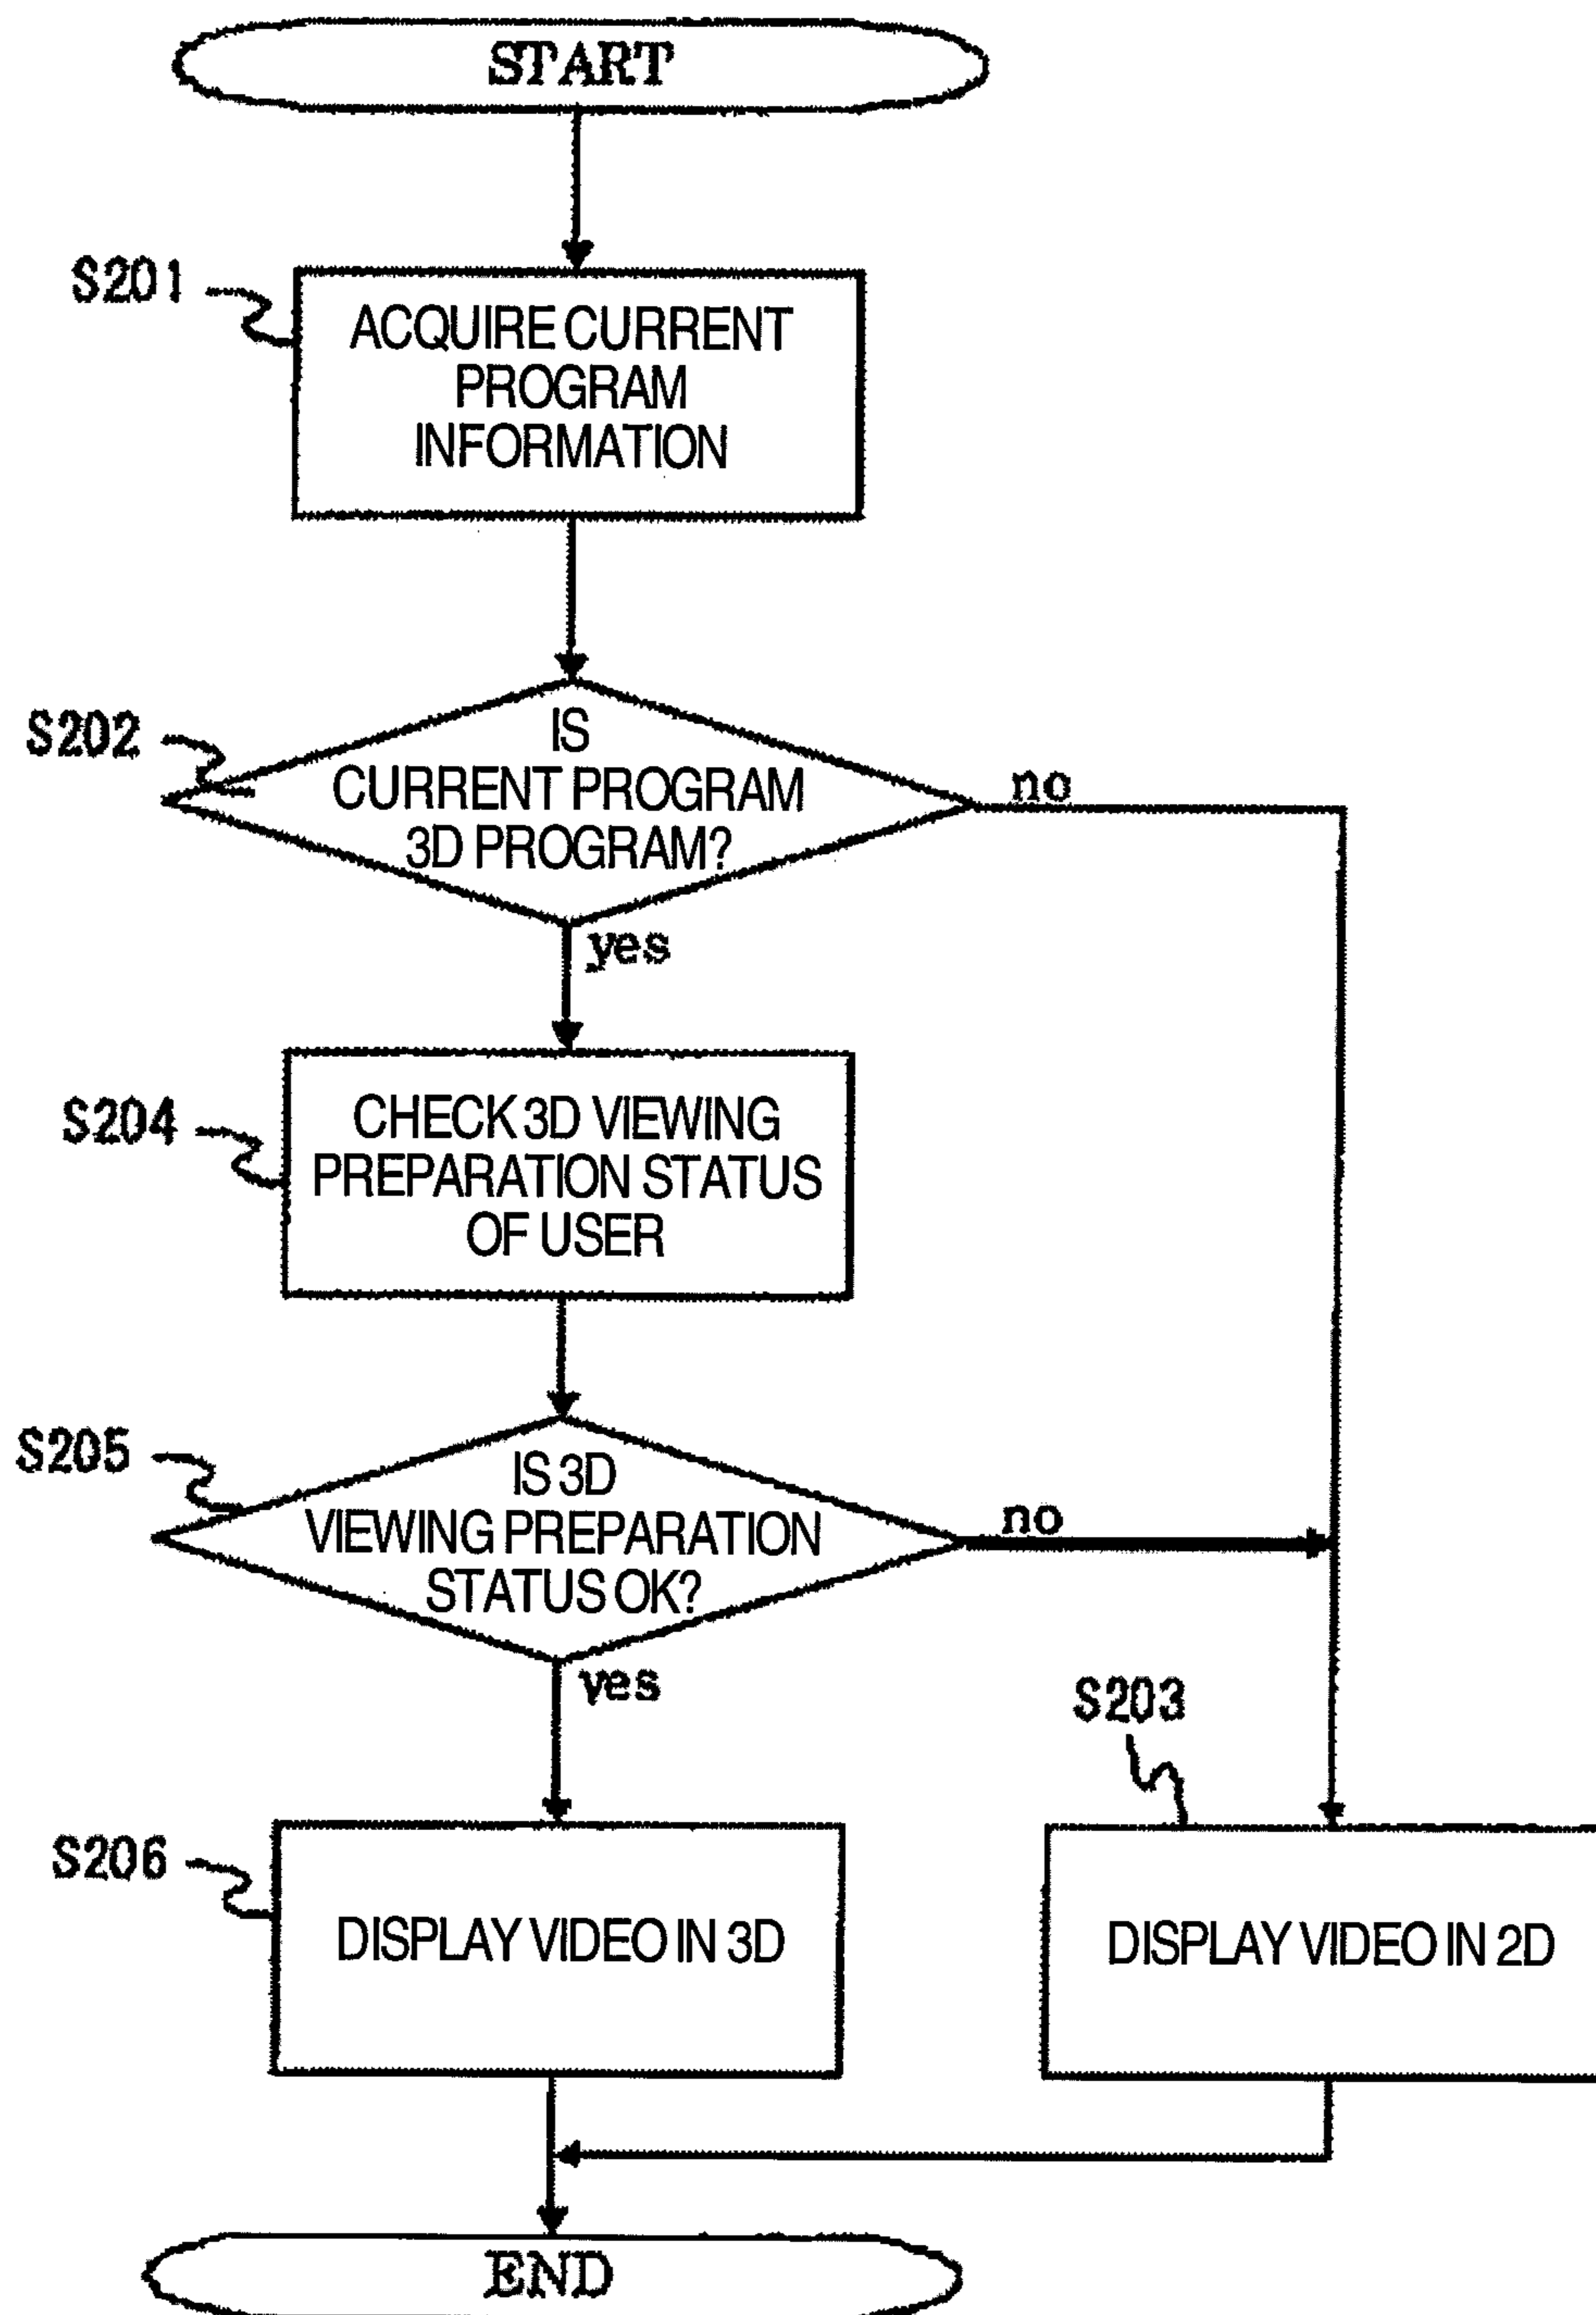 START
S201
ACQUIRE CURRENT
PROGRAM
INFORMATION
S202
IS
CURRENT PROGRAM
3D PROGRAM?
no
yes
S204
CHECK 3D VIEWING
PREPARATION STATUS
OF USER
S205
IS 3D
VIEWING PREPARATION
STATUS OK?
no
yes
S203
S206
DISPLAY VIDEO IN 3D
DISPLAY VIDEO IN 2D
END